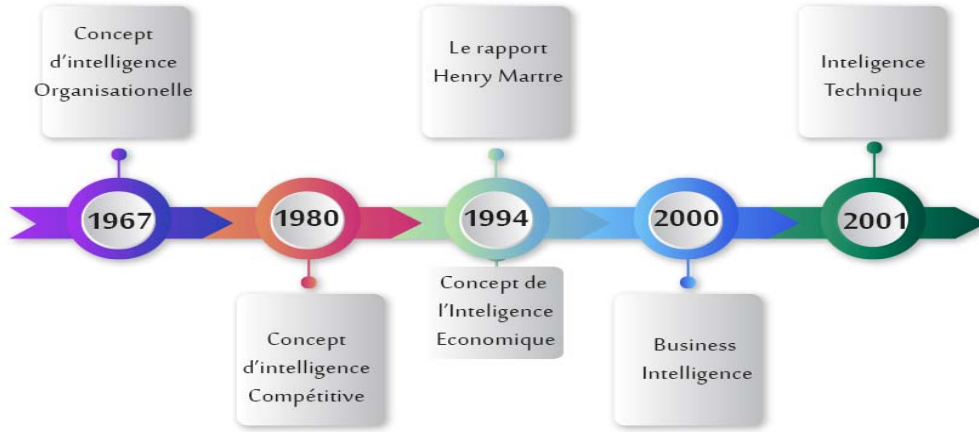 Concept
d'intelligence
Organisationelle
Le rapport
Henry Martre
Inteligence
Technique
1967
1980
1994
2000
2001
Concept
d'intelligence
Compétitive
Concept de
l'Inteligence
Economique
Business
Intelligence